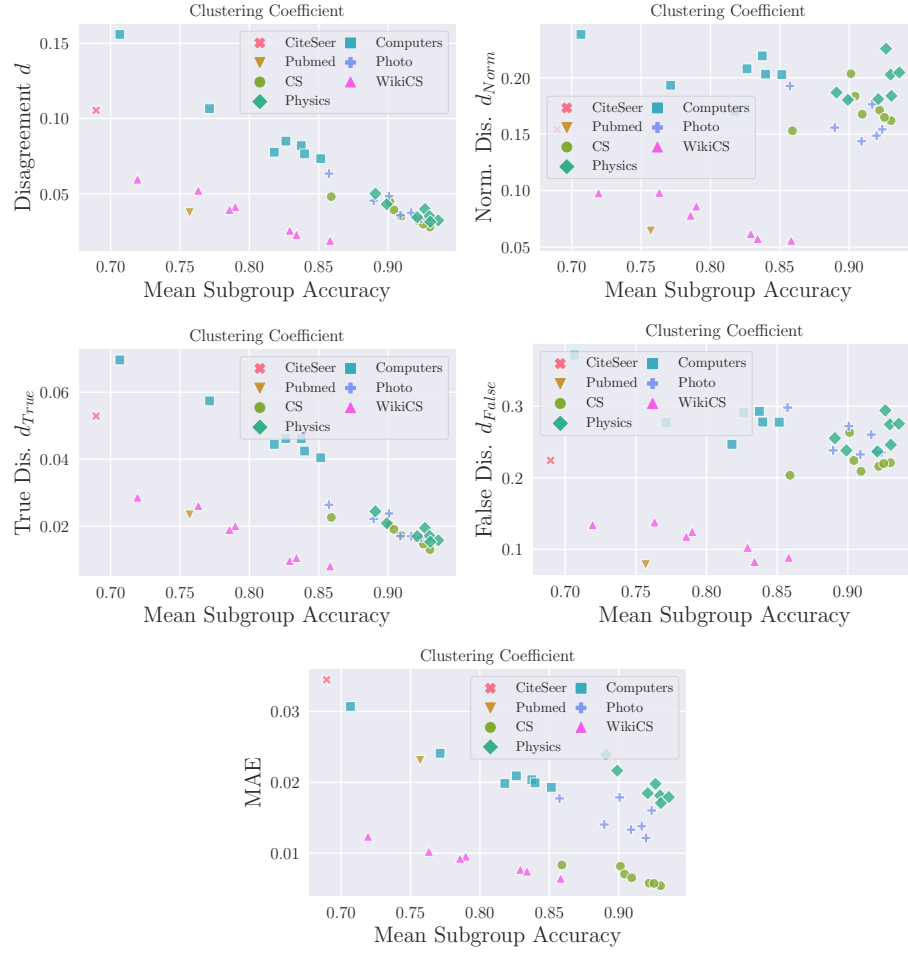 Clustering Coefficient
Disagreement d
0.15
0.10
0.05
CiteSeer
Pubmed
CS
Physics
Computers
Photo
WikiCS
0.70 0.75 0.80 0.85 0.90
Mean Subgroup Accuracy
Clustering Coefficient
Norm. Dis. d_Norm
0.20
0.15
0.10
0.05
CiteSeer
Pubmed
CS
Physics
Computers
Photo
WikiCS
0.70 0.75 0.80 0.85 0.90
Mean Subgroup Accuracy
Clustering Coefficient
True Dis. d_True
0.06
0.04
0.02
CiteSeer
Pubmed
CS
Physics
Computers
Photo
WikiCS
0.70 0.75 0.80 0.85 0.90
Mean Subgroup Accuracy
Clustering Coefficient
False Dis. d_False
0.3
0.2
0.1
CiteSeer
Pubmed
CS
Physics
Computers
Photo
WikiCS
0.70 0.75 0.80 0.85 0.90
Mean Subgroup Accuracy
Clustering Coefficient
MAE
0.03
0.02
0.01
CiteSeer
Pubmed
CS
Physics
Computers
Photo
WikiCS
0.70 0.75 0.80 0.85 0.90
Mean Subgroup Accuracy